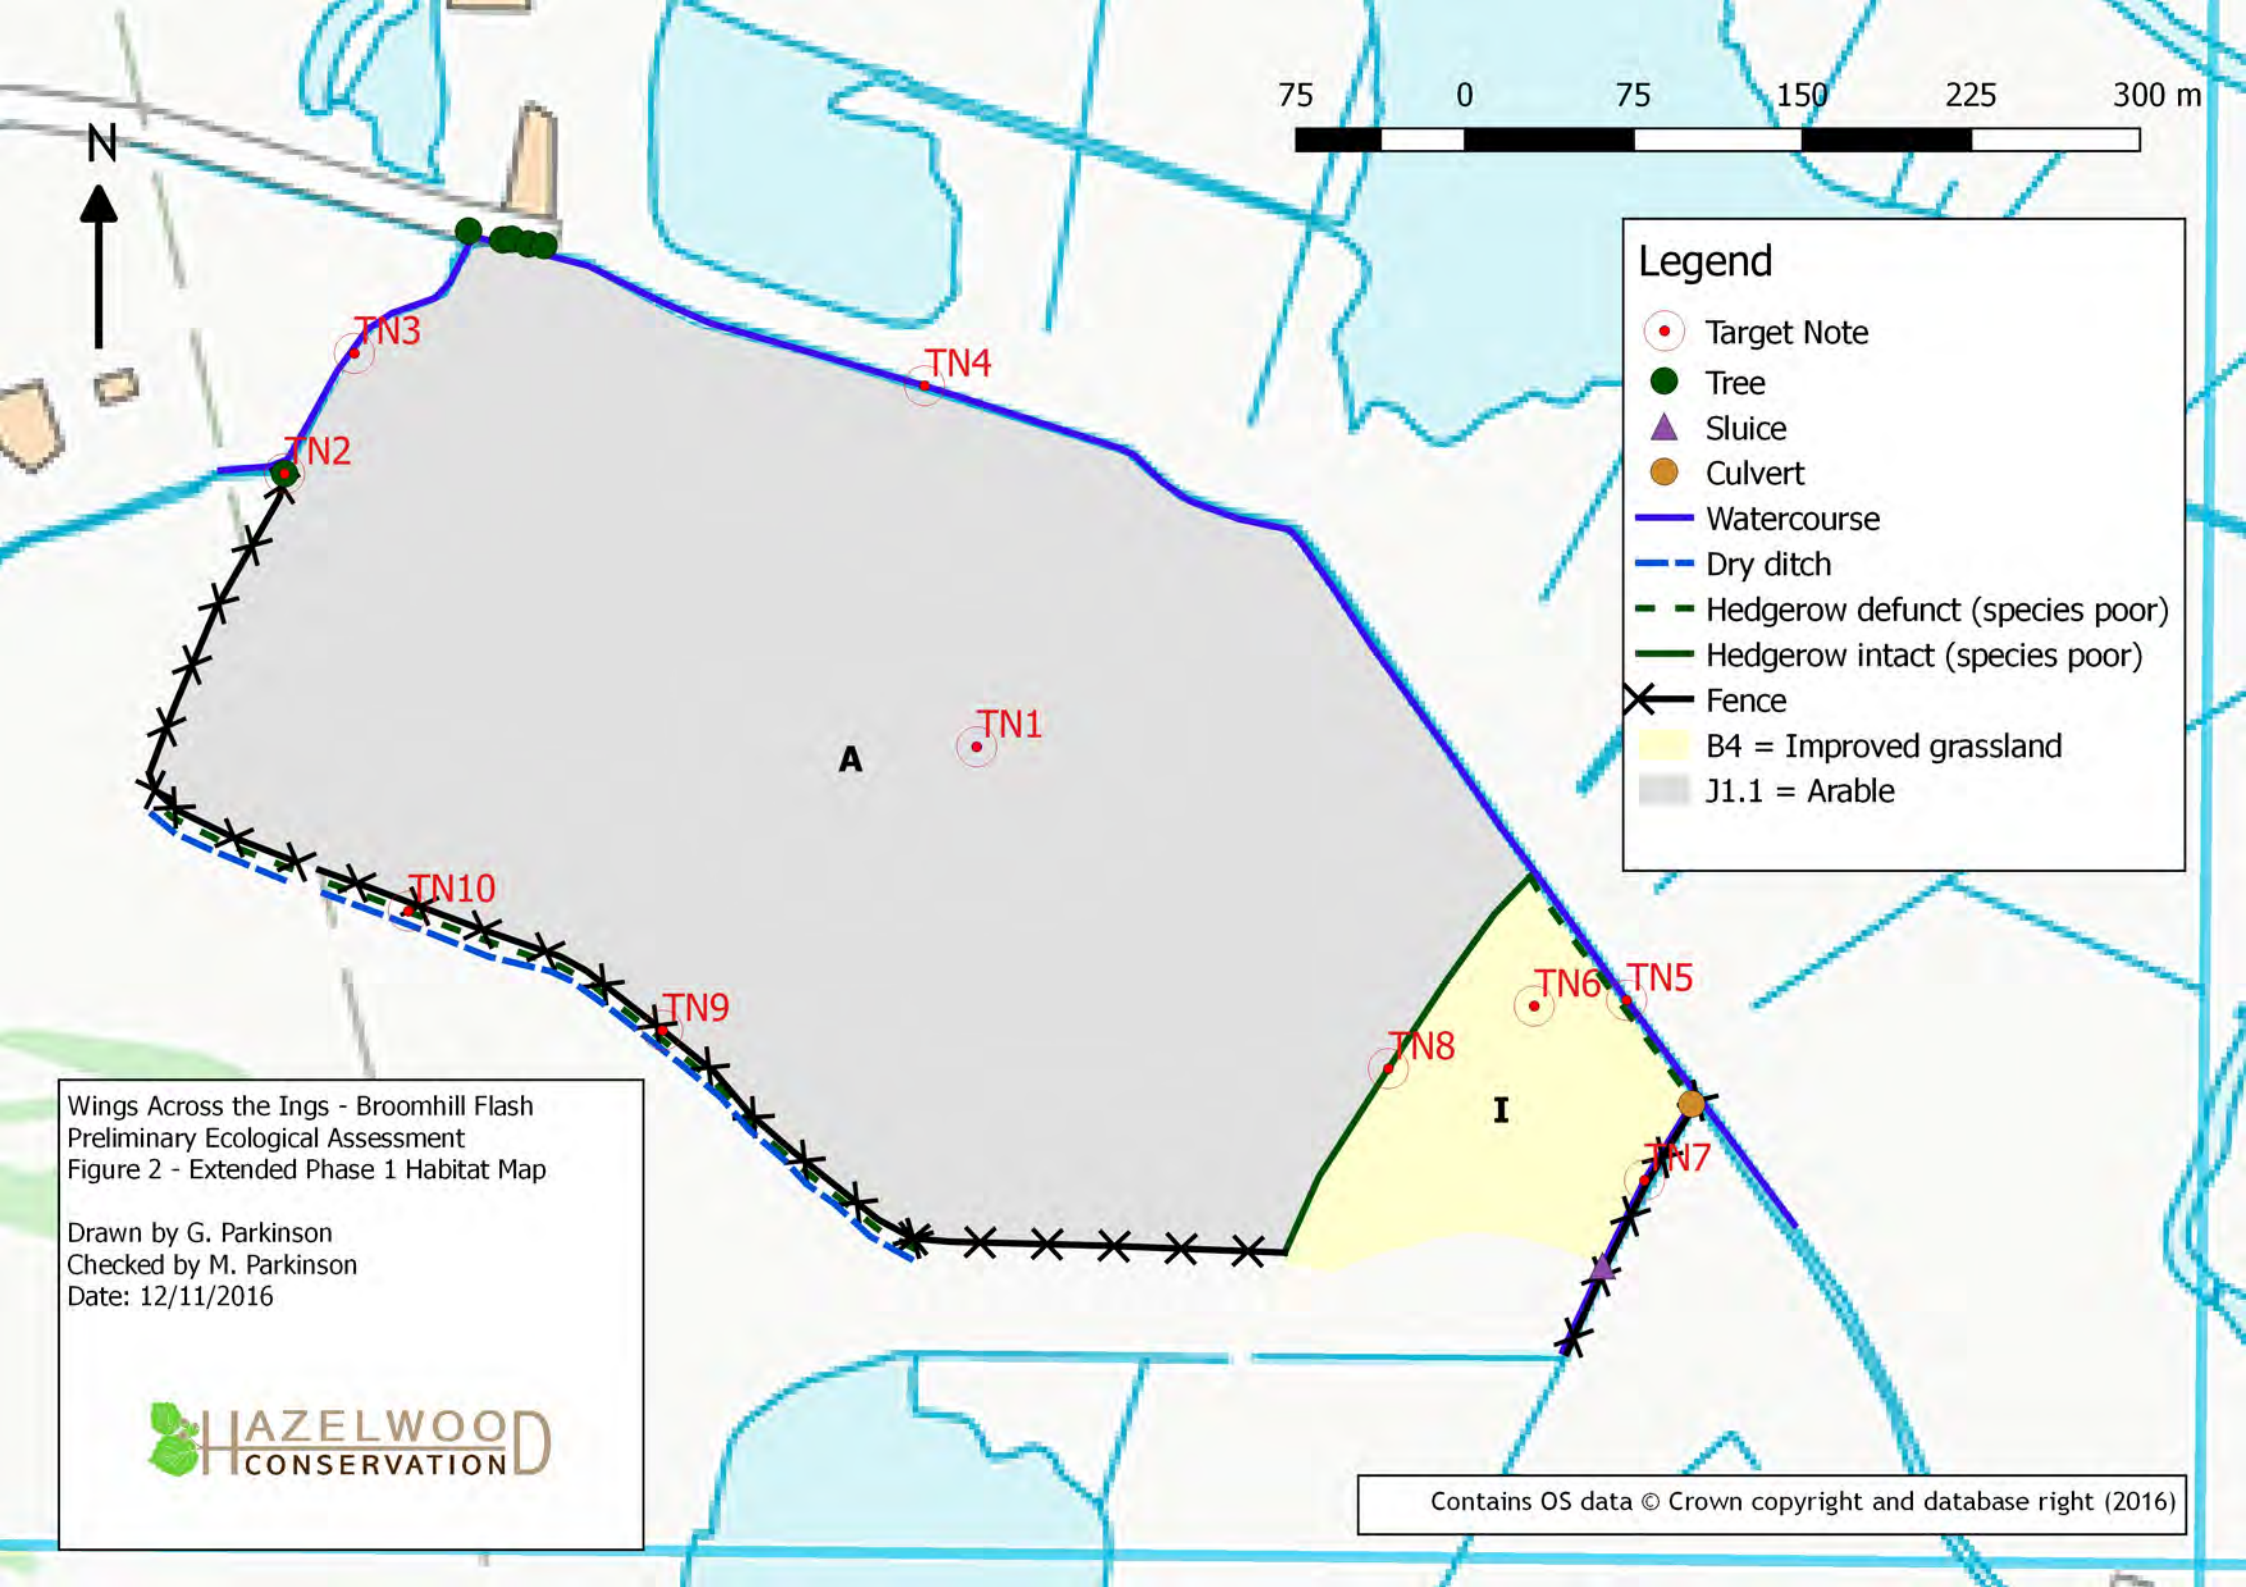 75 0 75 150 225 300 m
N
Legend
Target Note
Tree
Sluice
Culvert
Watercourse
Dry ditch
Hedgerow defunct (species poor)
Hedgerow intact (species poor)
Fence
B4 = Improved grassland
J1.1 = Arable
TN3
TN4
TN2
TN1
A
TN10
TN9
TN6
TN5
TN8
I
TN7
Wings Across the Ings - Broomhill Flash
Preliminary Ecological Assessment
Figure 2 - Extended Phase 1 Habitat Map
Drawn by G. Parkinson
Checked by M. Parkinson
Date: 12/11/2016
HAZELWOOD
CONSERVATION
Contains OS data © Crown copyright and database right (2016)